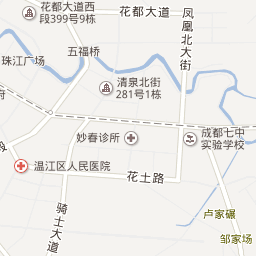 花都大道西
段399号9栋
花都大道
凤凰北大街
五福桥
珠江广场
清泉北街
281号1栋
府
妙春诊所
成都七中
实验学校
温江区人民医院
花土路
骑士大道
卢家碾
邹家场